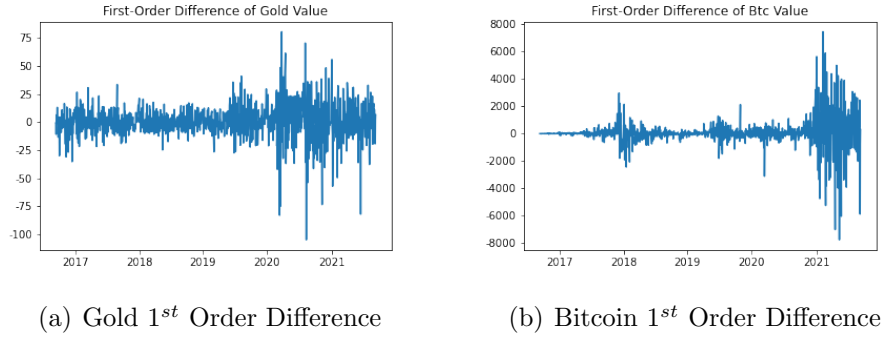 First-Order Difference of Gold Value
75
50
25
0
-25
-50
-75
-100
2017 2018 2019 2020 2021
(a) Gold 1st Order Difference
First-Order Difference of Btc Value
8000
6000
4000
2000
0
-2000
-4000
-6000
-8000
2017 2018 2019 2020 2021
(b) Bitcoin 1st Order Difference